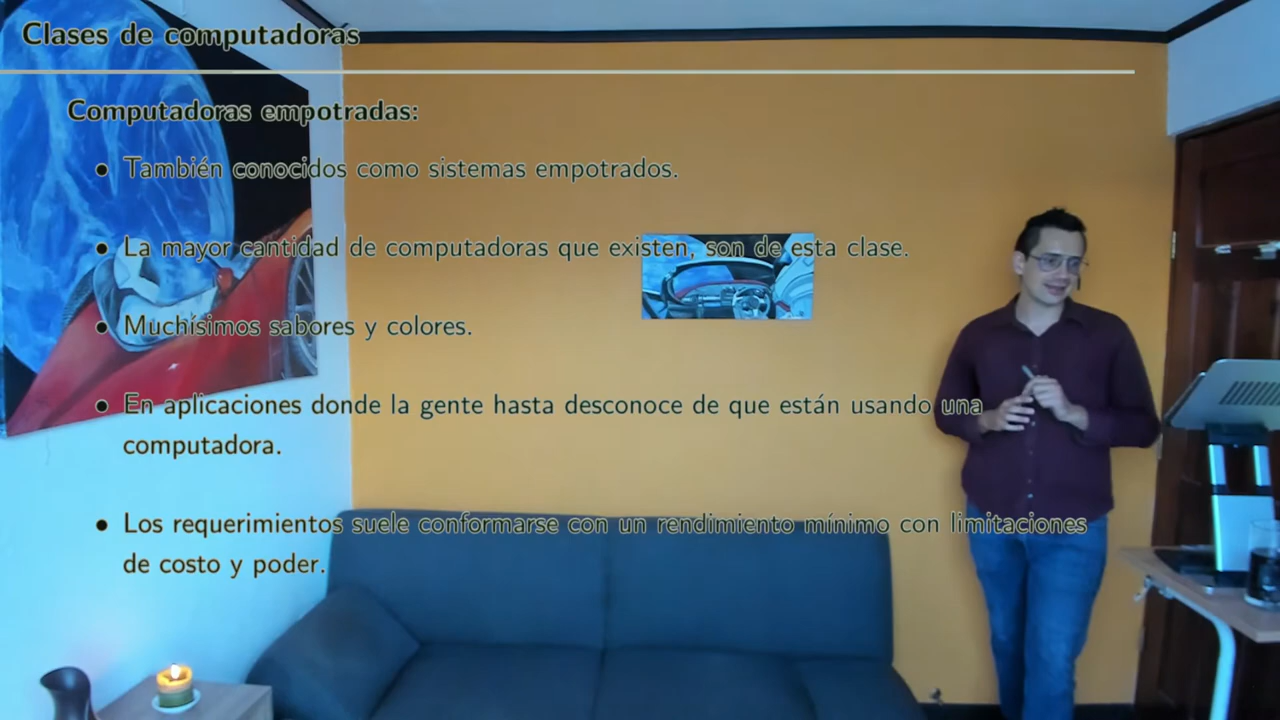 Clases de computadoras
Computadoras empotradas:
• También conocidos como sistemas empotrados.
• La mayor cantidad de computadoras que existen, son de esta clase.
• Muchísimos sabores y colores.
• En aplicaciones donde la gente hasta desconoce de que están usando una
computadora.
• Los requerimientos suele conformarse con un rendimiento mínimo con limitaciones
de costo y poder.